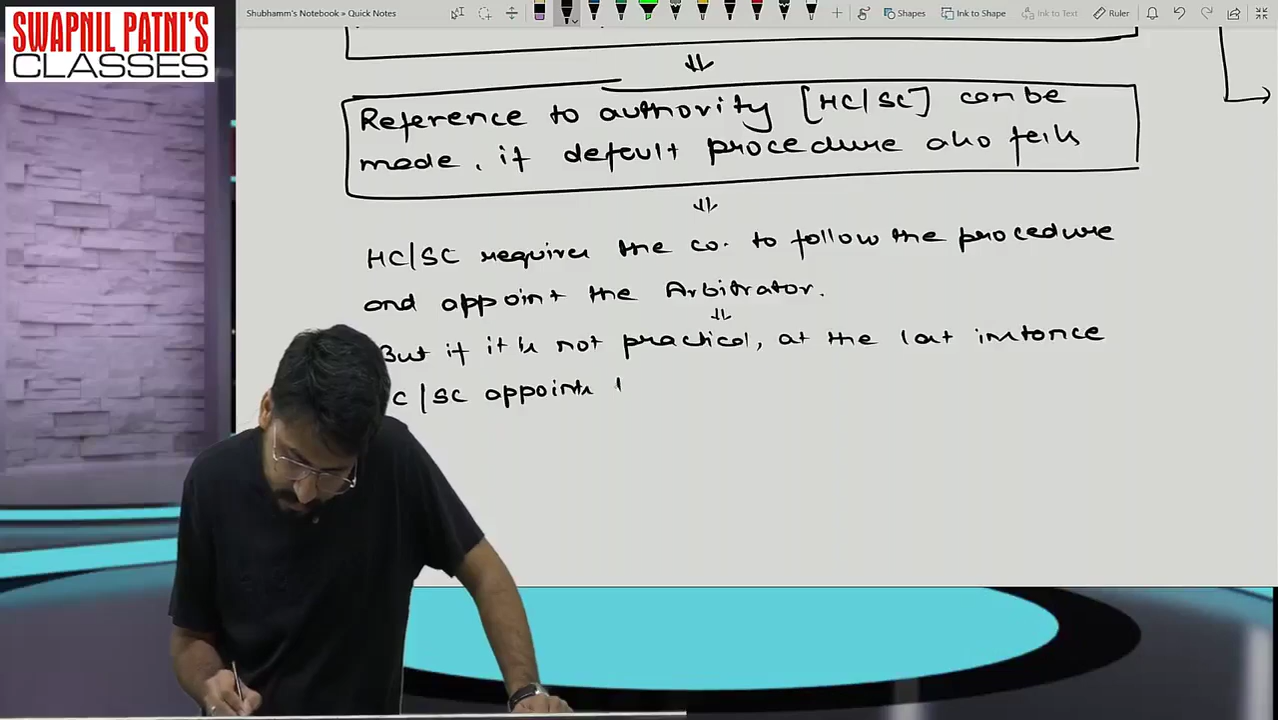 SWAPNIL PATNI'S
CLASSES
Shubhamm's Notebook » Quick Notes
Shapes
Ink to Shape
Ink to Text
Ruler
Reference to authority [HC/SC] can be
made, if default procedure also fails
HC/SC requires the co. to follow the procedure
and appoint the Arbitrator.
But if it is not practical, at the last instance
C/SC appoints